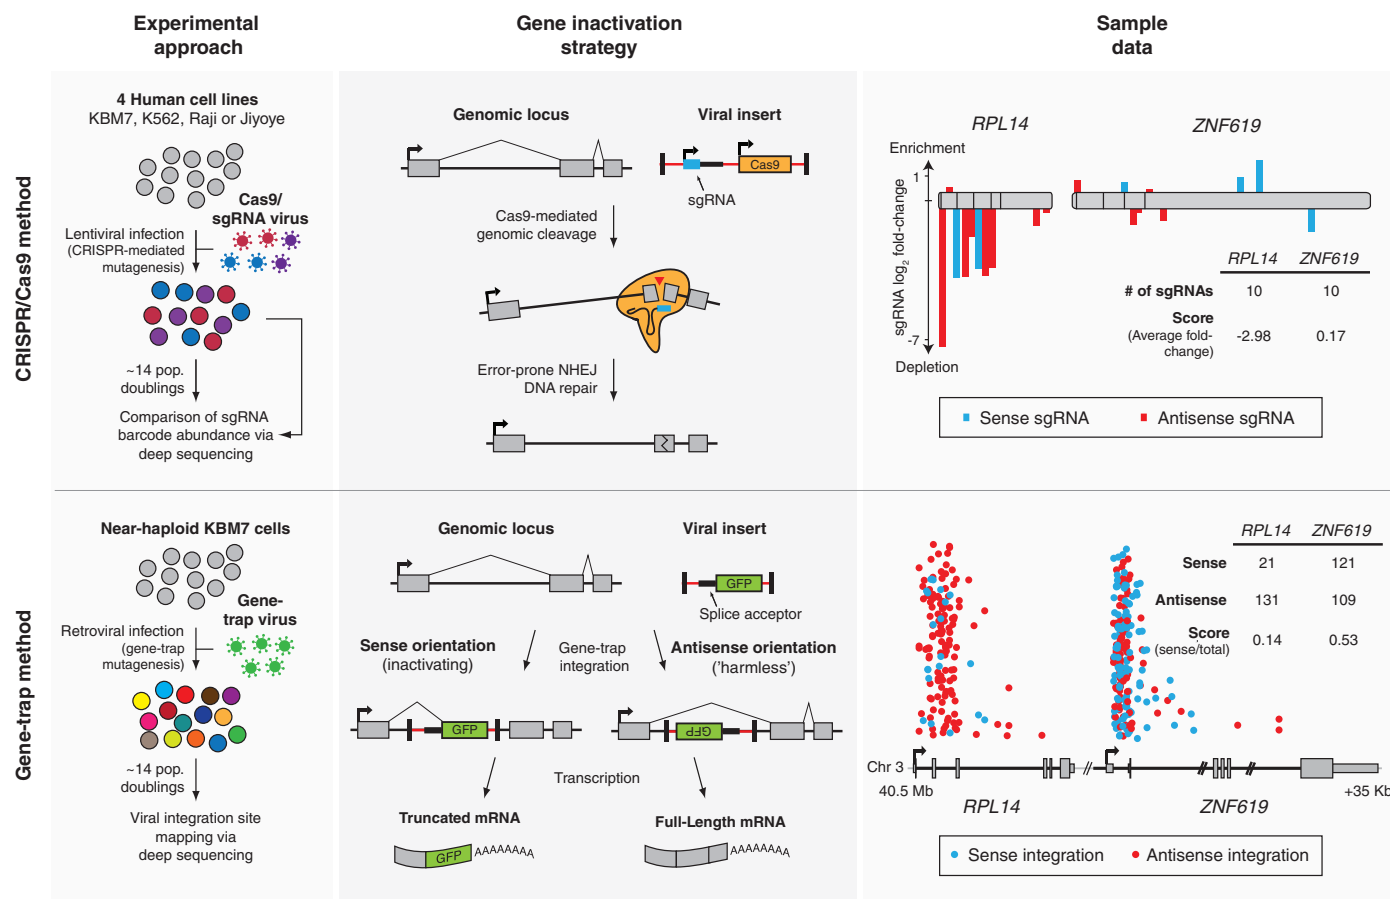 Experimental
approach
Gene inactivation
strategy
Sample
data
CRISPR/Cas9 method
4 Human cell lines
KBM7, K562, Raji or Jiyoye
Cas9/
sgRNA virus
Lentiviral infection
(CRISPR-mediated
mutagenesis)
~14 pop.
doublings
Comparison of sgRNA
barcode abundance via
deep sequencing
Genomic locus
Viral insert
Cas9
sgRNA
Cas9-mediated
genomic cleavage
Error-prone NHEJ
DNA repair
RPL14
ZNF619
Enrichment
1
sgRNA log2 fold-change
-7
Depletion
RPL14 ZNF619
# of sgRNAs 10 10
Score
(Average fold-
change)
-2.98 0.17
Sense sgRNA
Antisense sgRNA
Gene-trap method
Near-haploid KBM7 cells
Gene-
trap virus
Retroviral infection
(gene-trap
mutagenesis)
~14 pop.
doublings
Viral integration site
mapping via
deep sequencing
Genomic locus
Viral insert
GFP
Splice acceptor
Sense orientation
(inactivating)
Gene-trap
integration
Antisense orientation
('harmless')
GFP
GFP
Transcription
Truncated mRNA
GFP
AAAAAAAA
Full-Length mRNA
AAAAAAAA
RPL14 ZNF619
Sense 21 121
Antisense 131 109
Score
(sense/total)
0.14 0.53
Chr 3
40.5 Mb
+35 Kb
RPL14
ZNF619
Sense integration
Antisense integration